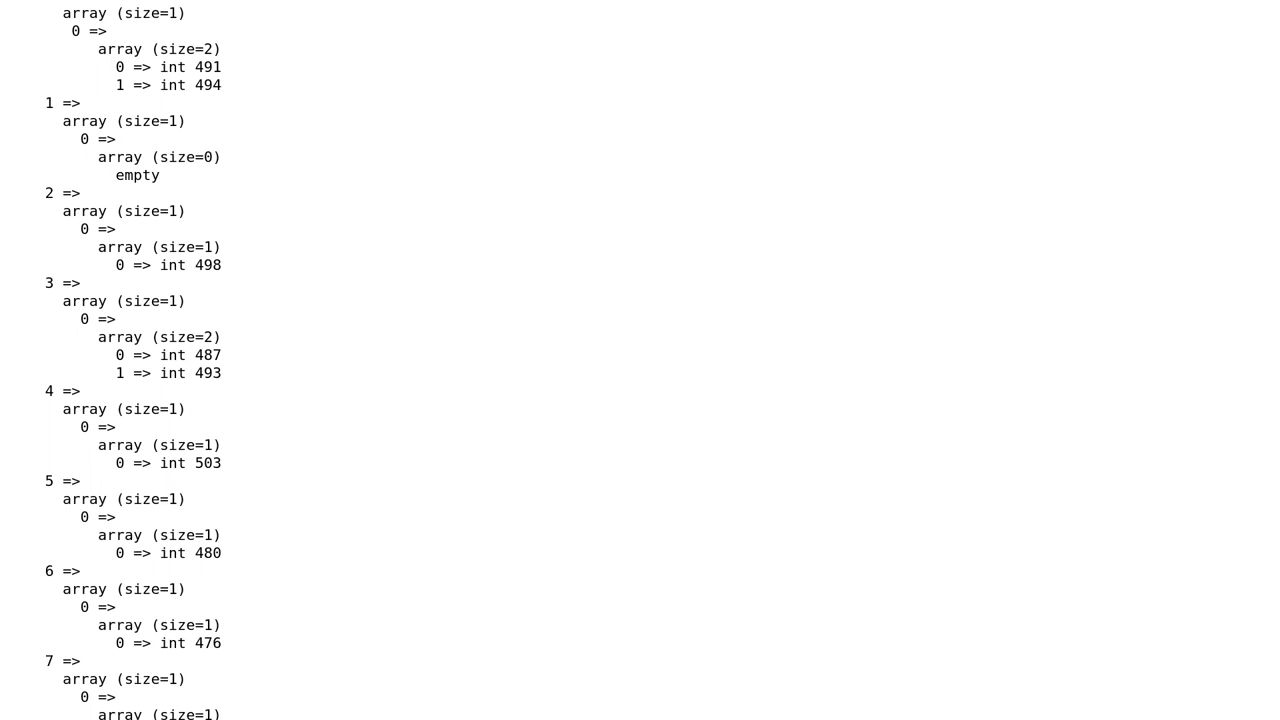 array (size=1)
0 =>
array (size=2)
0 => int 491
1 => int 494
1 =>
array (size=1)
0 =>
array (size=0)
empty
2 =>
array (size=1)
0 =>
array (size=1)
0 => int 498
3 =>
array (size=1)
0 =>
array (size=2)
0 => int 487
1 => int 493
4 =>
array (size=1)
0 =>
array (size=1)
0 => int 503
5 =>
array (size=1)
0 =>
array (size=1)
0 => int 480
6 =>
array (size=1)
0 =>
array (size=1)
0 => int 476
7 =>
array (size=1)
0 =>
array (size=1)